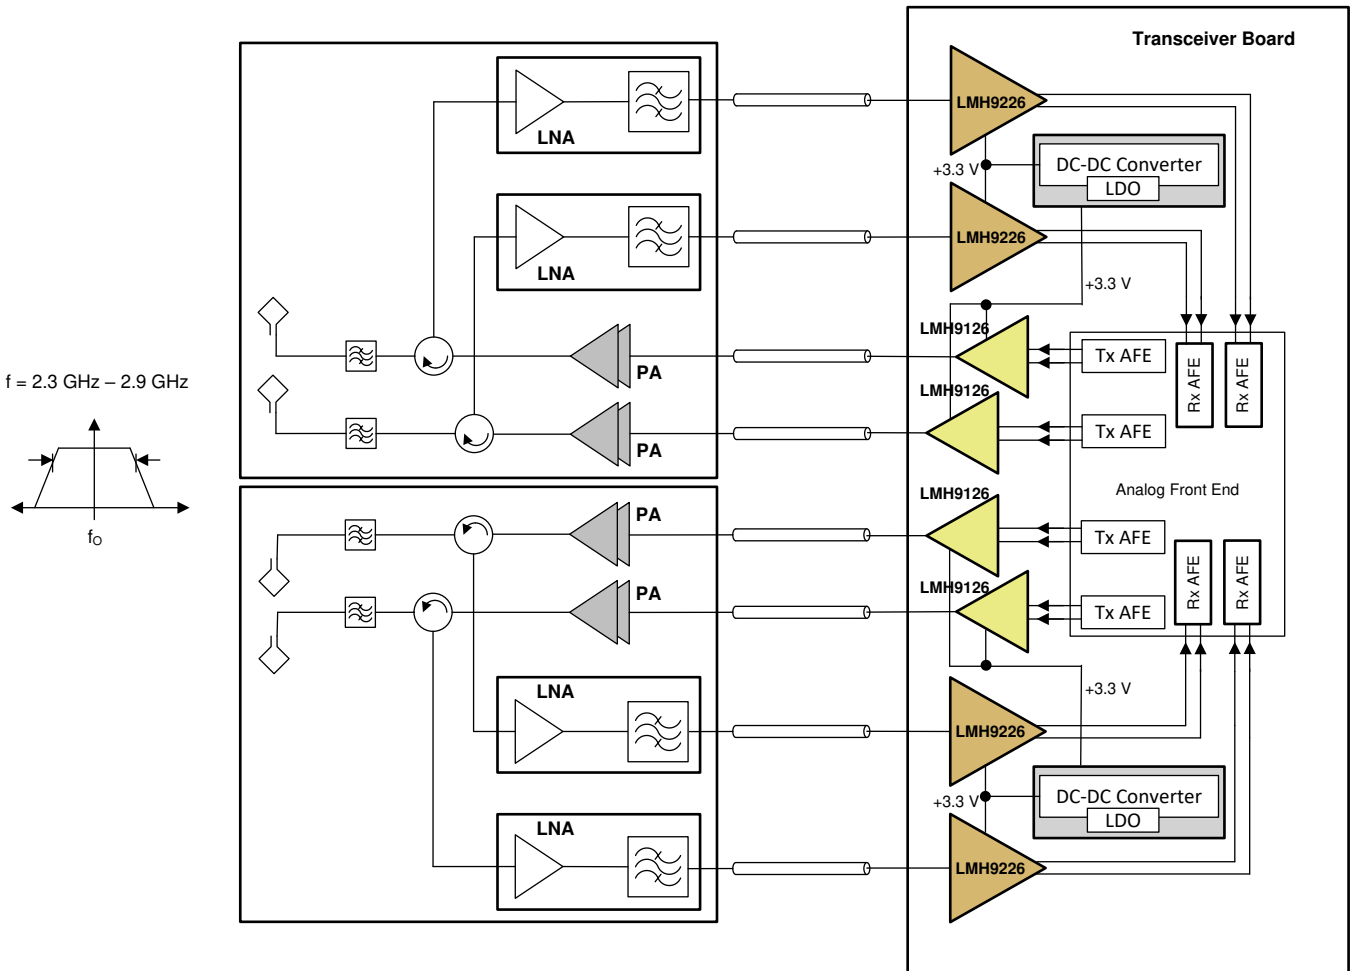 Transceiver Board
LMH9226
LNA
DC-DC Converter
LDO
+3.3 V
LMH9226
LNA
+3.3 V
LMH9126
Tx AFE
Rx AFE
Rx AFE
PA
f = 2.3 GHz – 2.9 GHz
LMH9126
Tx AFE
PA
Analog Front End
LMH9126
PA
Tx AFE
fO
Rx AFE
Rx AFE
LMH9126
PA
Tx AFE
LNA
+3.3 V
LMH9226
+3.3 V
DC-DC Converter
LDO
LNA
LMH9226